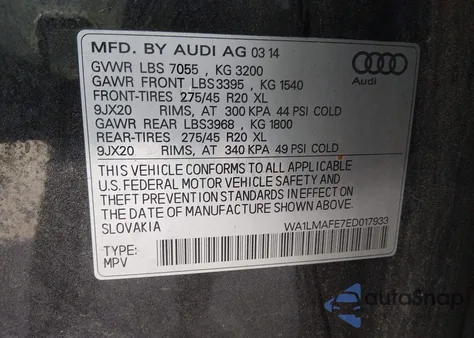 MFD. BY AUDI AG 03 14
GVWR LBS 7055 , KG 3200
GAWR FRONT LBS3395 , KG 1540
FRONT-TIRES 275/45 R20 XL
9JX20 RIMS, AT 300 KPA 44 PSI COLD
GAWR REAR LBS3968 , KG 1800
REAR-TIRES 275/45 R20 XL
9JX20 RIMS, AT 340 KPA 49 PSI COLD
Audi
THIS VEHICLE CONFORMS TO ALL APPLICABLE
U.S. FEDERAL MOTOR VEHICLE SAFETY AND
THEFT PREVENTION STANDARDS IN EFFECT ON
THE DATE OF MANUFACTURE SHOWN ABOVE
SLOVAKIA WA1LMAFE7ED017933
TYPE:
MPV
autoSnap